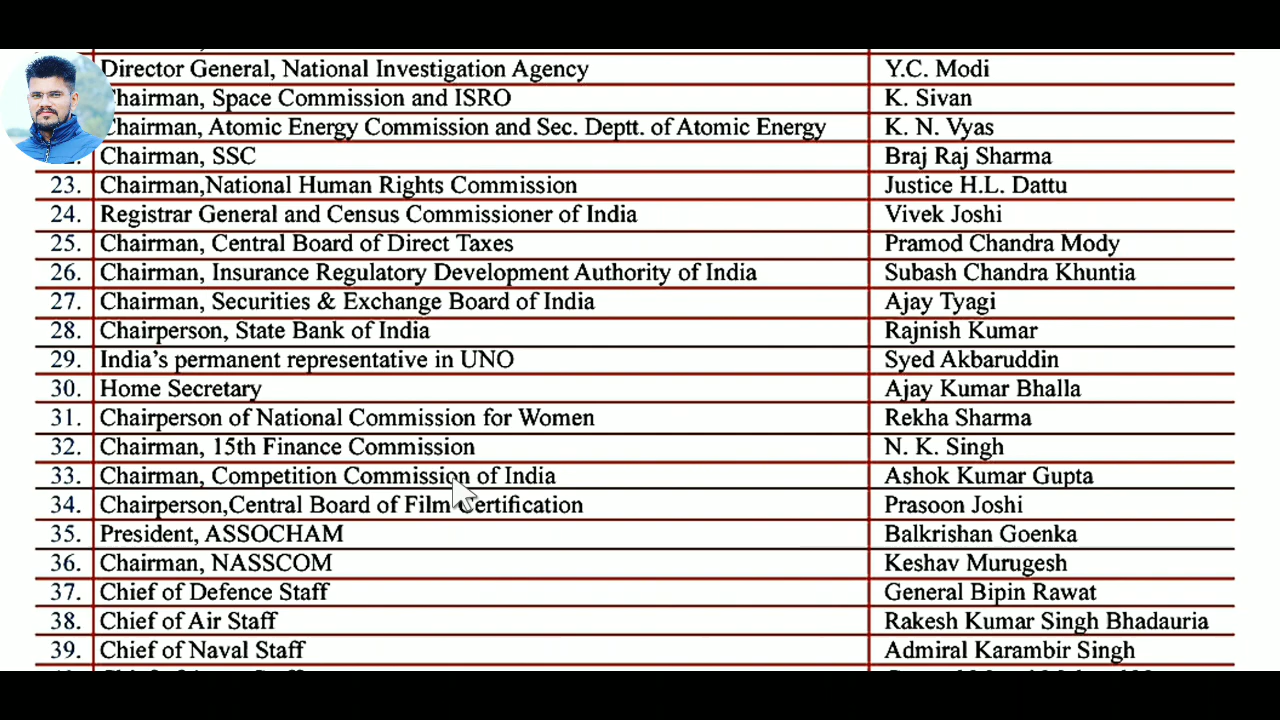 Director General, National Investigation Agency Y.C. Modi
Chairman, Space Commission and ISRO K. Sivan
Chairman, Atomic Energy Commission and Sec. Deptt. of Atomic Energy K. N. Vyas
Chairman, SSC Braj Raj Sharma
23. Chairman,National Human Rights Commission Justice H.L. Dattu
24. Registrar General and Census Commissioner of India Vivek Joshi
25. Chairman, Central Board of Direct Taxes Pramod Chandra Mody
26. Chairman, Insurance Regulatory Development Authority of India Subash Chandra Khuntia
27. Chairman, Securities & Exchange Board of India Ajay Tyagi
28. Chairperson, State Bank of India Rajnish Kumar
29. India's permanent representative in UNO Syed Akbaruddin
30. Home Secretary Ajay Kumar Bhalla
31. Chairperson of National Commission for Women Rekha Sharma
32. Chairman, 15th Finance Commission N. K. Singh
33. Chairman, Competition Commission of India Ashok Kumar Gupta
34. Chairperson,Central Board of Film Certification Prasoon Joshi
35. President, ASSOCHAM Balkrishan Goenka
36. Chairman, NASSCOM Keshav Murugesh
37. Chief of Defence Staff General Bipin Rawat
38. Chief of Air Staff Rakesh Kumar Singh Bhadauria
39. Chief of Naval Staff Admiral Karambir Singh